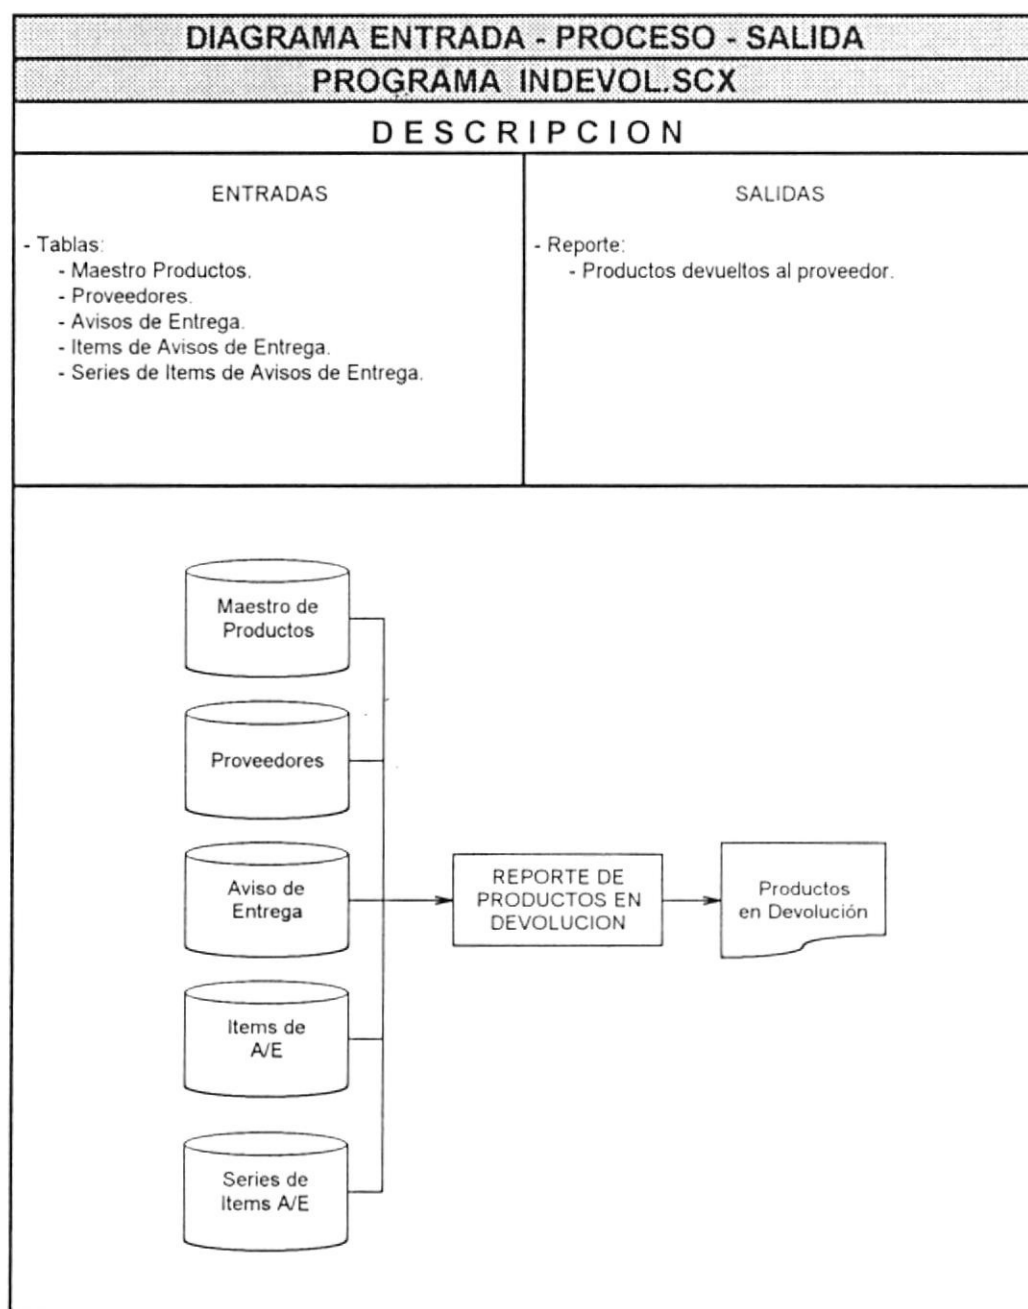 DIAGRAMA ENTRADA - PROCESO - SALIDA
PROGRAMA INDEVOL.SCX
DESCRIPCION
ENTRADAS
- Tablas:
- Maestro Productos.
- Proveedores.
- Avisos de Entrega.
- Items de Avisos de Entrega.
- Series de Items de Avisos de Entrega.
SALIDAS
- Reporte:
- Productos devueltos al proveedor.
Maestro de
Productos
Proveedores
Aviso de
Entrega
Items de
A/E
Series de
Items A/E
REPORTE DE
PRODUCTOS EN
DEVOLUCION
Productos
en Devolución